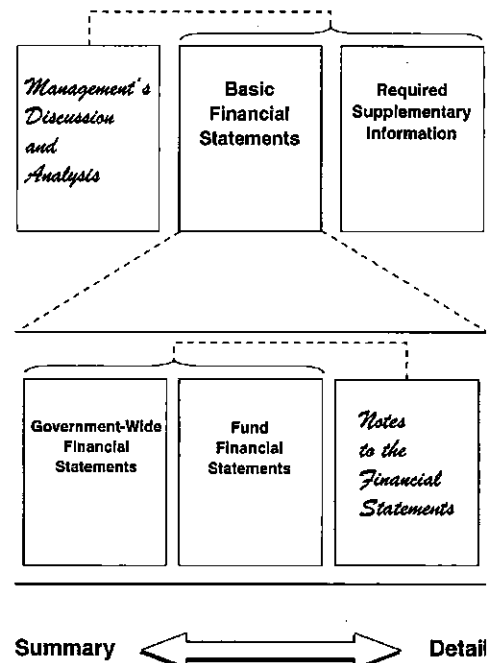 Management's
Discussion
and
Analysis
Basic
Financial
Statements
Required
Supplementary
Information
Government-Wide
Financial
Statements
Fund
Financial
Statements
Notes
to the
Financial
Statements
Summary
Detail